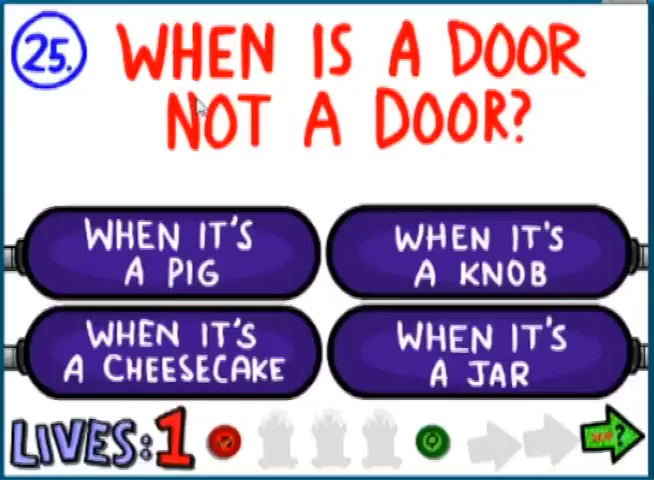 25.
WHEN IS A DOOR
NOT A DOOR?
WHEN IT'S
A PIG
WHEN IT'S
A KNOB
WHEN IT'S
A CHEESECAKE
WHEN IT'S
A JAR
LIVES:1
SKIP?